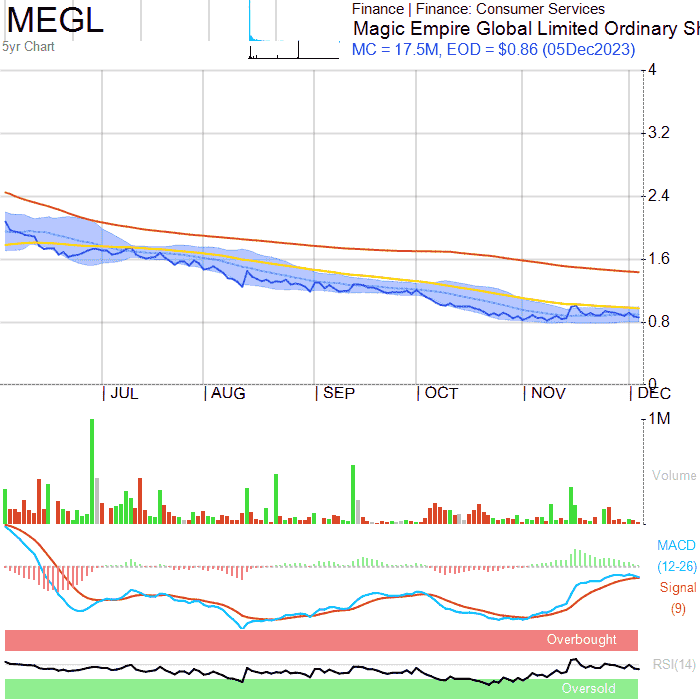 MEGL
Finance | Finance: Consumer Services
Magic Empire Global Limited Ordinary Sh
5yr Chart
MC = 17.5M, EOD = $0.86 (05Dec2023)
4
3.2
2.4
1.6
0.8
0
JUL AUG SEP OCT NOV DEC
1M
Volume
MACD
(12-26)
Signal
(9)
Overbought
RSI(14)
Oversold